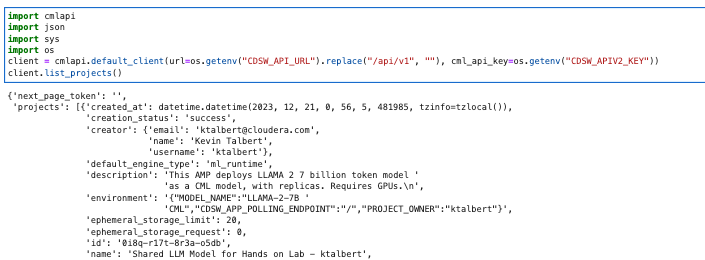 import cmlapi
import json
import sys
import os
client = cmlapi.default_client(url=os.getenv("CDSW_API_URL").replace("/api/v1", ""), cml_api_key=os.getenv("CDSW_APIV2_KEY"))
client.list_projects()
{'next_page_token': '',
'projects': [{'created_at': datetime.datetime(2023, 12, 21, 0, 56, 5, 481985, tzinfo=tzlocal()),
'creation_status': 'success',
'creator': {'email': 'ktalbert@cloudera.com',
'name': 'Kevin Talbert',
'username': 'ktalbert'},
'default_engine_type': 'ml_runtime',
'description': 'This AMP deploys LLAMA 2 7 billion token model '
'as a CML model, with replicas. Requires GPUs.\n',
'environment': '{"MODEL_NAME":"LLAMA-2-7B '
'CML","CDSW_APP_POLLING_ENDPOINT":"/","PROJECT_OWNER":"ktalbert"}',
'ephemeral_storage_limit': 20,
'ephemeral_storage_request': 0,
'id': '0i8q-r17t-8r3a-o5db',
'name': 'Shared LLM Model for Hands on Lab - ktalbert',